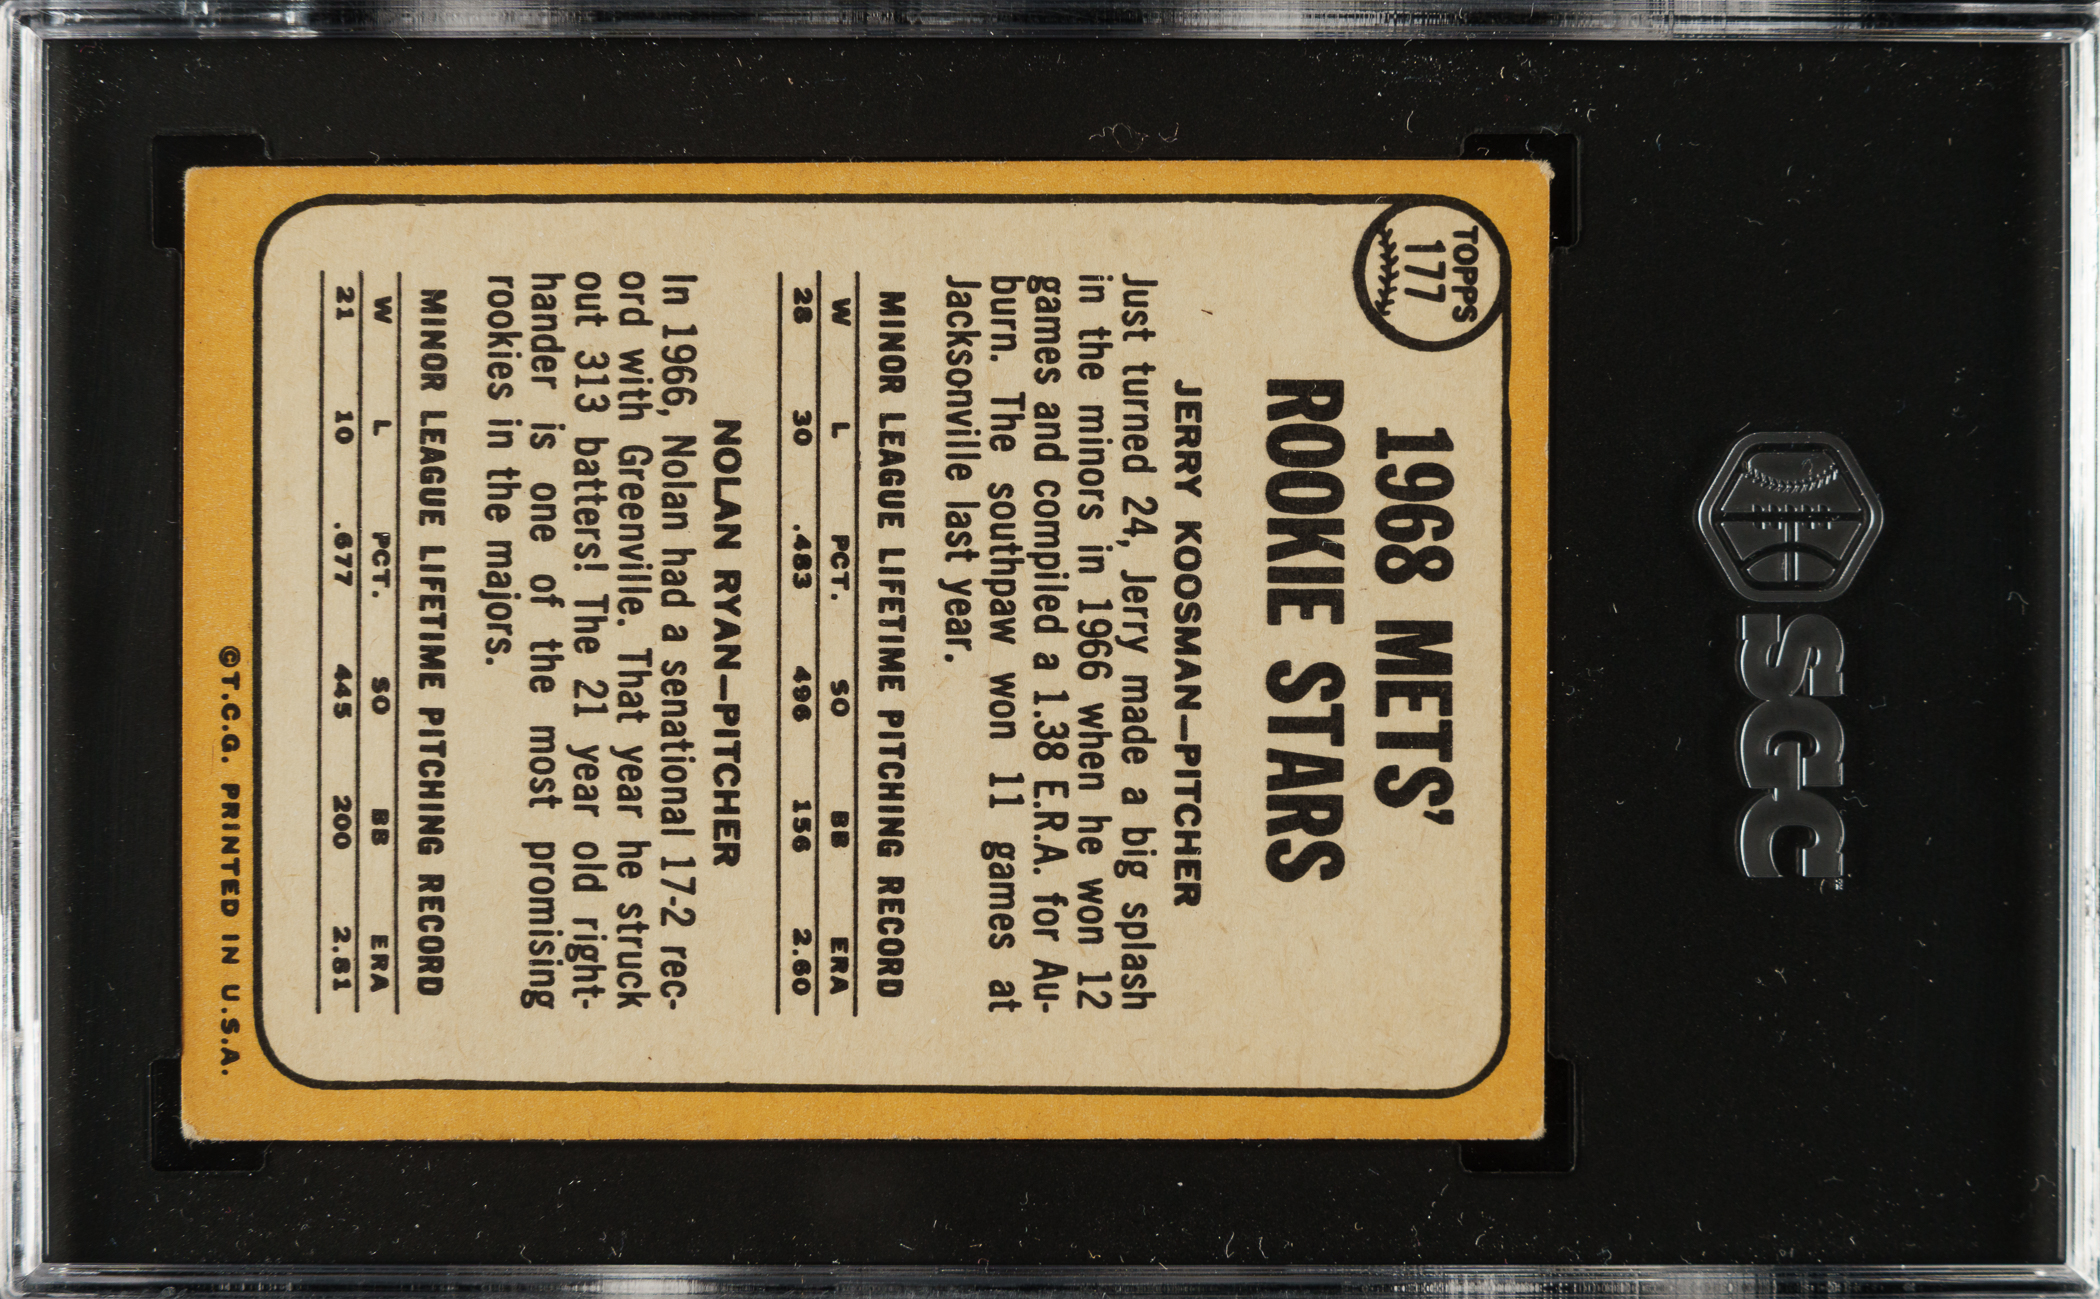 SGC
TOPPS
177
1968 METS'
ROOKIE STARS
JERRY KOOSMAN—PITCHER
Just turned 24, Jerry made a big splash
in the minors in 1966 when he won 12
games and compiled a 1.38 E.R.A. for Au-
burn. The southpaw won 11 games at
Jacksonville last year.
MINOR LEAGUE LIFETIME PITCHING RECORD
W L PCT. SO BB ERA
28 30 .483 496 156 2.60
NOLAN RYAN—PITCHER
In 1966, Nolan had a senational 17-2 rec-
ord with Greenville. That year he struck
out 313 batters! The 21 year old right-
hander is one of the most promising
rookies in the majors.
MINOR LEAGUE LIFETIME PITCHING RECORD
W L PCT. SO BB ERA
21 10 .677 445 200 2.81
©T.C.G. PRINTED IN U.S.A.